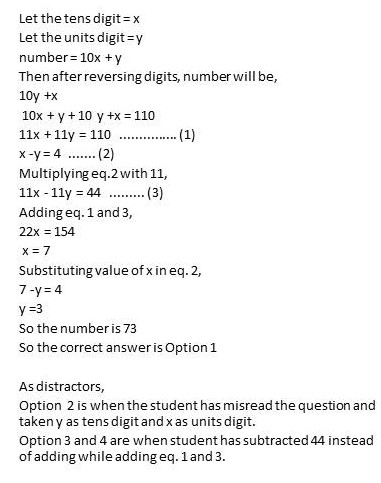 Let the tens digit = x
Let the units digit = y
number = 10x + y
Then after reversing digits, number will be,
10y +x
10x + y + 10 y +x = 110
11x + 11y = 110 ............... (1)
x -y = 4 ....... (2)
Multiplying eq.2 with 11,
11x - 11y = 44 ......... (3)
Adding eq. 1 and 3,
22x = 154
x = 7
Substituting value of x in eq. 2,
7 -y = 4
y =3
So the number is 73
So the correct answer is Option 1
As distractors,
Option 2 is when the student has misread the question and
taken y as tens digit and x as units digit.
Option 3 and 4 are when student has subtracted 44 instead
of adding while adding eq. 1 and 3.